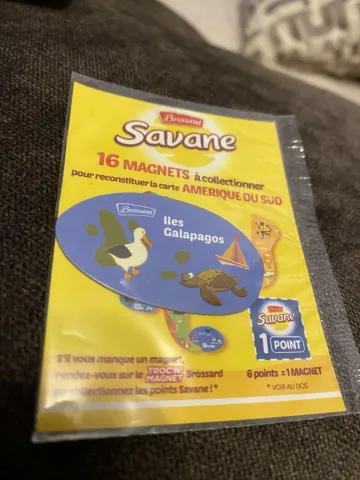 Brossard
Savane
16 MAGNETS à collectionner
pour reconstituer la carte AMERIQUE DU SUD
Brossard
Iles
Galapagos
Brossard
Savane
1 POINT
S'il vous manque un magnet,
rendez-vous sur le TROC'N' MAGNET Brossard
collectionnez les points Savane ! *
6 points = 1 MAGNET
* VOIR AU DOS